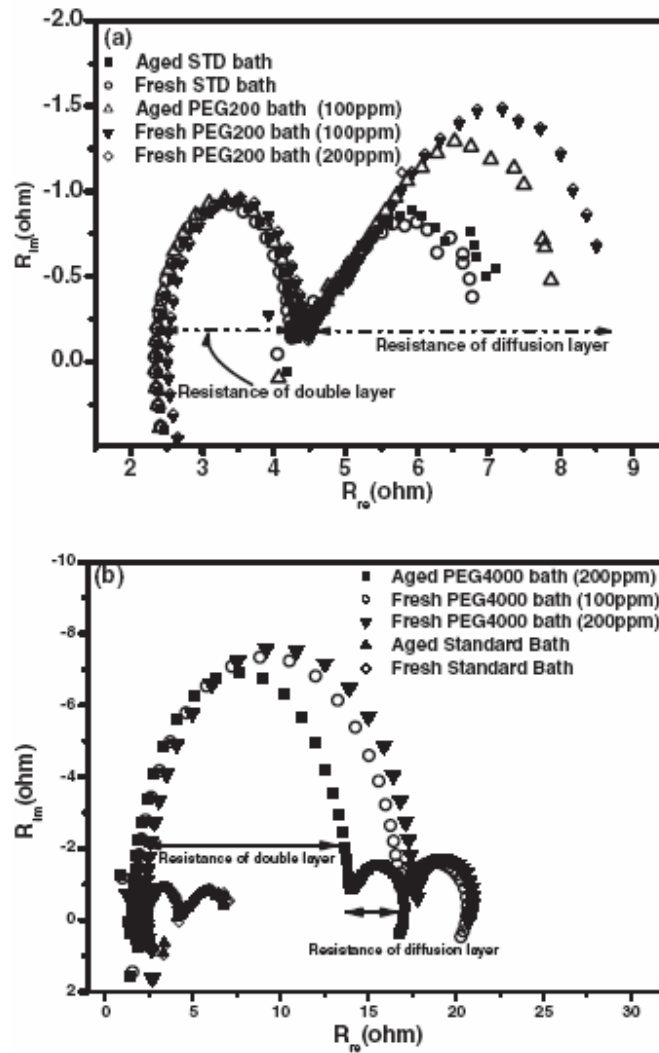 (a)
Aged STD bath
Fresh STD bath
Aged PEG200 bath (100ppm)
Fresh PEG200 bath (100ppm)
Fresh PEG200 bath (200ppm)
-2.0
-1.5
-1.0
-0.5
0.0
R_Im(ohm)
Resistance of diffusion layer
Resistance of double layer
2 3 4 5 6 7 8 9
R_re(ohm)
(b)
Aged PEG4000 bath (200ppm)
Fresh PEG4000 bath (100ppm)
Fresh PEG4000 bath (200ppm)
Aged Standard Bath
Fresh Standard Bath
-10
-8
-6
-4
-2
0
2
R_Im(ohm)
Resistance of double layer
Resistance of diffusion layer
0 5 10 15 20 25 30
R_re(ohm)